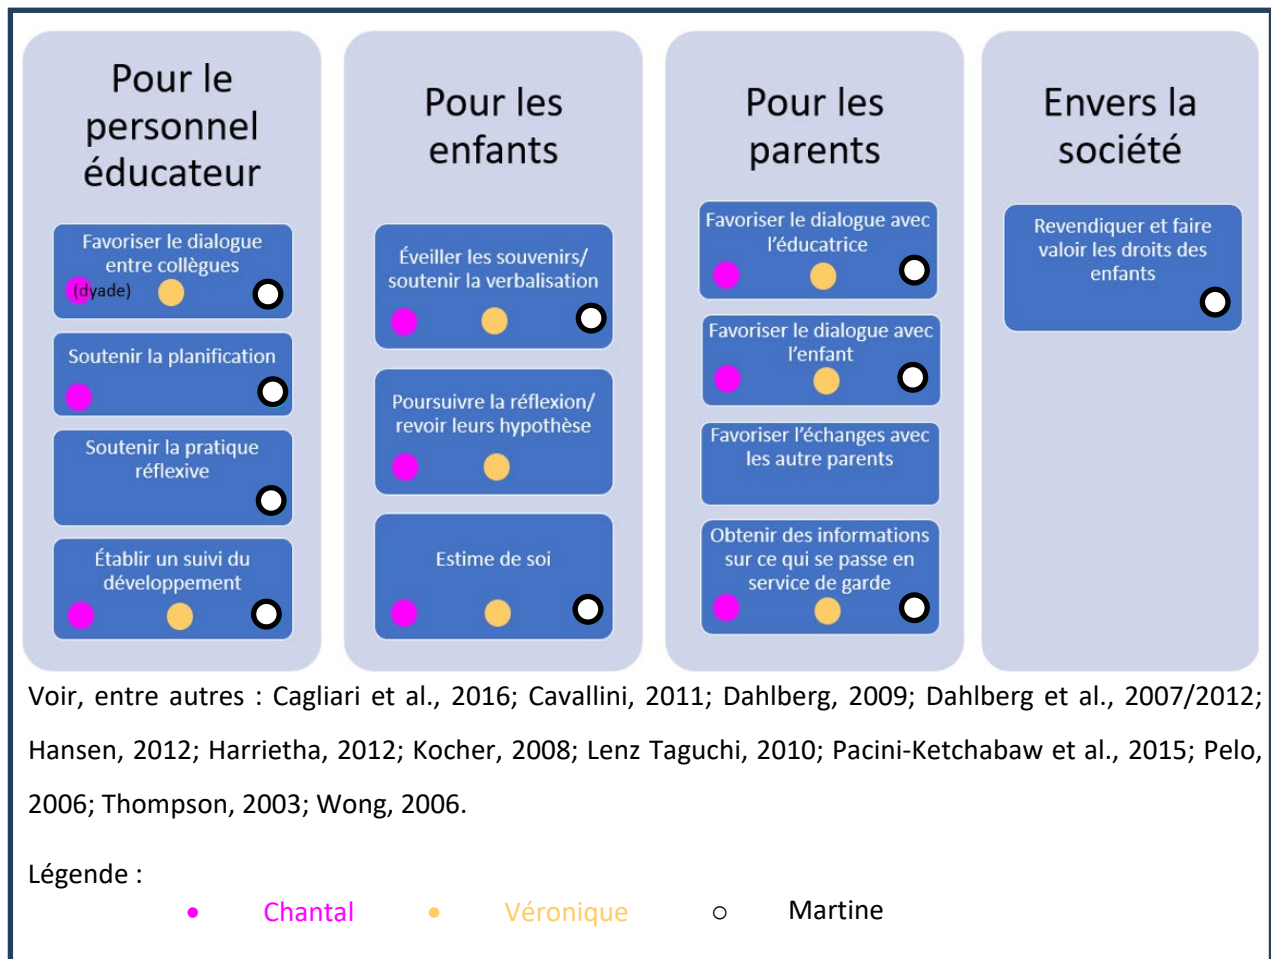 Pour le
personnel
éducateur
Favoriser le dialogue
entre collègues
(dyade)
Soutenir la planification
Soutenir la pratique
réflexive
Établir un suivi du
développement
Pour les
enfants
Éveiller les souvenirs/
soutenir la verbalisation
Poursuivre la réflexion/
revoir leurs hypothèse
Estime de soi
Pour les
parents
Favoriser le dialogue avec
l'éducatrice
Favoriser le dialogue avec
l'enfant
Favoriser l'échanges avec
les autre parents
Obtenir des informations
sur ce qui se passe en
service de garde
Envers la
société
Revendiquer et faire
valoir les droits des
enfants
Voir, entre autres : Cagliari et al., 2016; Cavallini, 2011; Dahlberg, 2009; Dahlberg et al., 2007/2012;
Hansen, 2012; Harrietha, 2012; Kocher, 2008; Lenz Taguchi, 2010; Pacini-Ketchabaw et al., 2015; Pelo,
2006; Thompson, 2003; Wong, 2006.
Légende :
• Chantal • Véronique ○ Martine